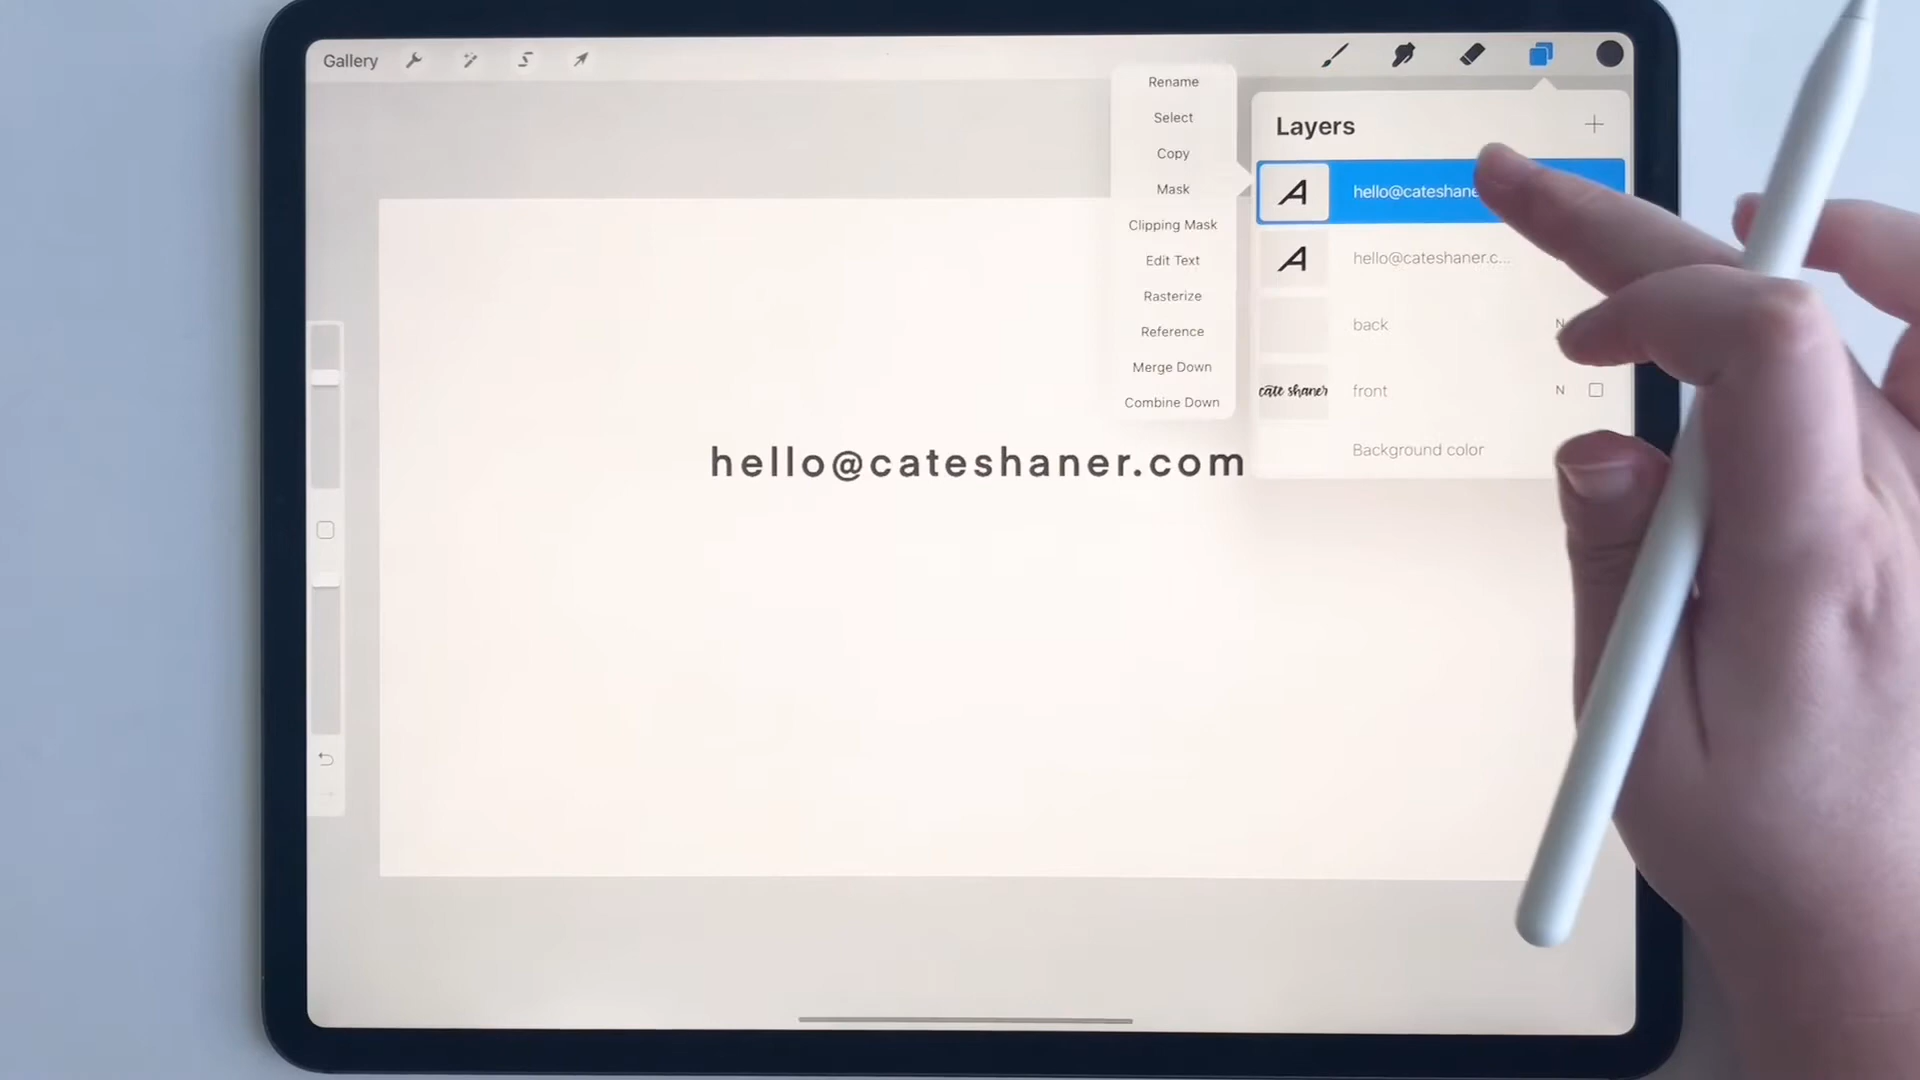 Gallery
Rename
Select
Copy
Mask
Clipping Mask
Edit Text
Rasterize
Reference
Merge Down
Combine Down
Layers
A hello@cateshane
A hello@cateshaner.c...
back N
cate shaner front N
Background color
hello@cateshaner.com